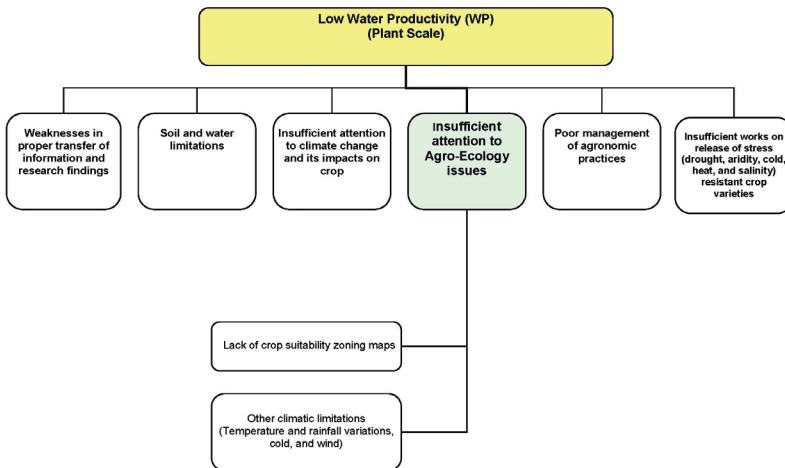 Low Water Productivity (WP)
(Plant Scale)
Weaknesses in
proper transfer of
information and
research findings
Soil and water
limitations
Insufficient attention
to climate change
and its impacts on
crop
Insufficient
attention to
Agro-Ecology
issues
Poor management
of agronomic
practices
Insufficient works on
release of stress
(drought, aridity, cold,
heat, and salinity)
resistant crop
varieties
Lack of crop suitability zoning maps
Other climatic limitations
(Temperature and rainfall variations,
cold, and wind)